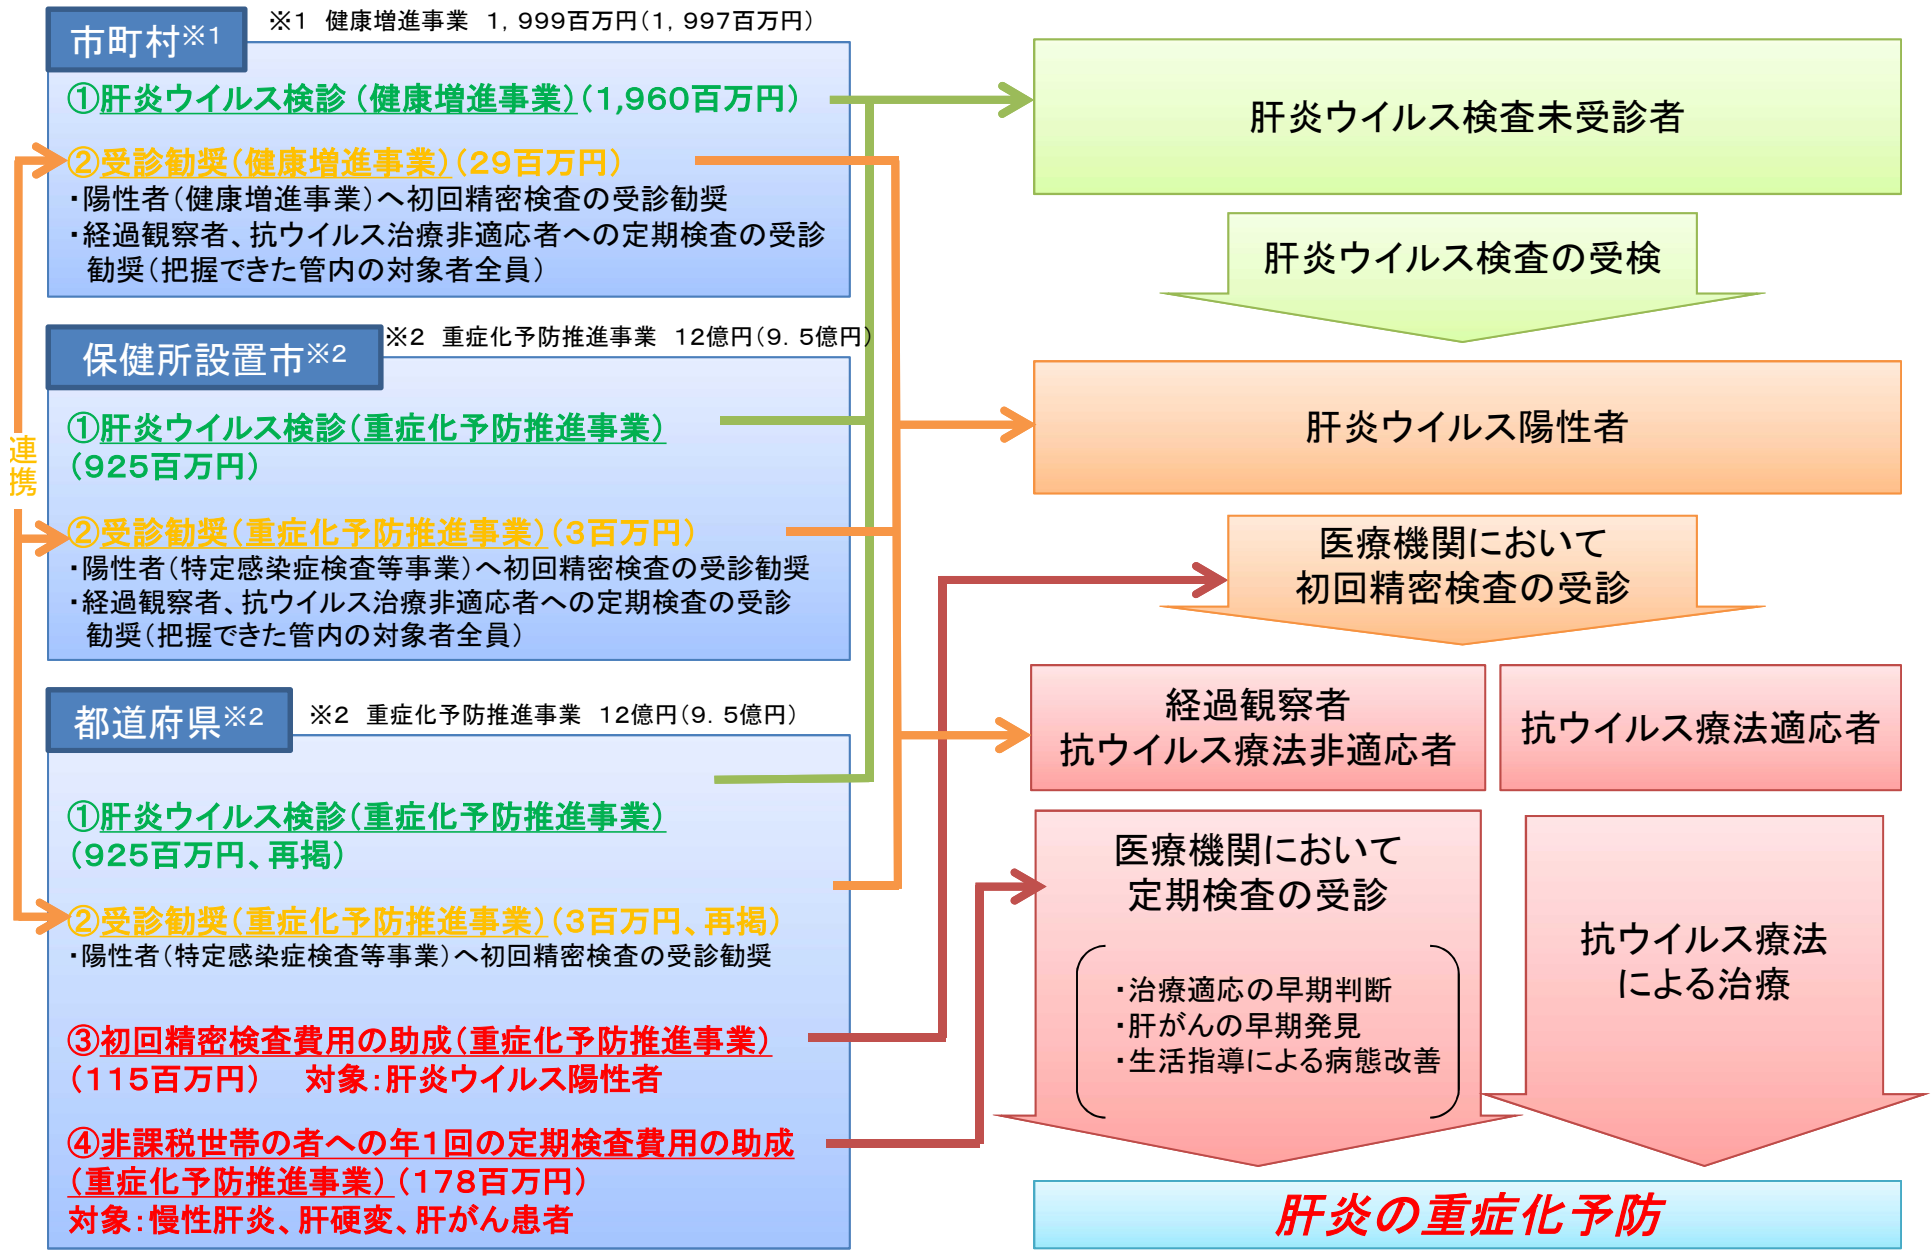 市町村※1
※1 健康増進事業 1,999百万円(1,997百万円)
①肝炎ウイルス検診(健康増進事業)(1,960百万円)
②受診勧奨(健康増進事業)(29百万円)
・陽性者(健康増進事業)へ初回精密検査の受診勧奨
・経過観察者、抗ウイルス治療非適応者への定期検査の受診
勧奨(把握できた管内の対象者全員)
保健所設置市※2
※2 重症化予防推進事業 12億円(9.5億円)
①肝炎ウイルス検診(重症化予防推進事業)
(925百万円)
②受診勧奨(重症化予防推進事業)(3百万円)
・陽性者(特定感染症検査等事業)へ初回精密検査の受診勧奨
・経過観察者、抗ウイルス治療非適応者への定期検査の受診
勧奨(把握できた管内の対象者全員)
連携
都道府県※2
※2 重症化予防推進事業 12億円(9.5億円)
①肝炎ウイルス検診(重症化予防推進事業)
(925百万円、再掲)
②受診勧奨(重症化予防推進事業)(3百万円、再掲)
・陽性者(特定感染症検査等事業)へ初回精密検査の受診勧奨
③初回精密検査費用の助成(重症化予防推進事業)
(115百万円) 対象:肝炎ウイルス陽性者
④非課税世帯の者への年1回の定期検査費用の助成
(重症化予防推進事業)(178百万円)
対象:慢性肝炎、肝硬変、肝がん患者
肝炎ウイルス検査未受診者
肝炎ウイルス検査の受検
肝炎ウイルス陽性者
医療機関において
初回精密検査の受診
経過観察者
抗ウイルス療法非適応者
抗ウイルス療法適応者
医療機関において
定期検査の受診
・治療適応の早期判断
・肝がんの早期発見
・生活指導による病態改善
抗ウイルス療法
による治療
肝炎の重症化予防